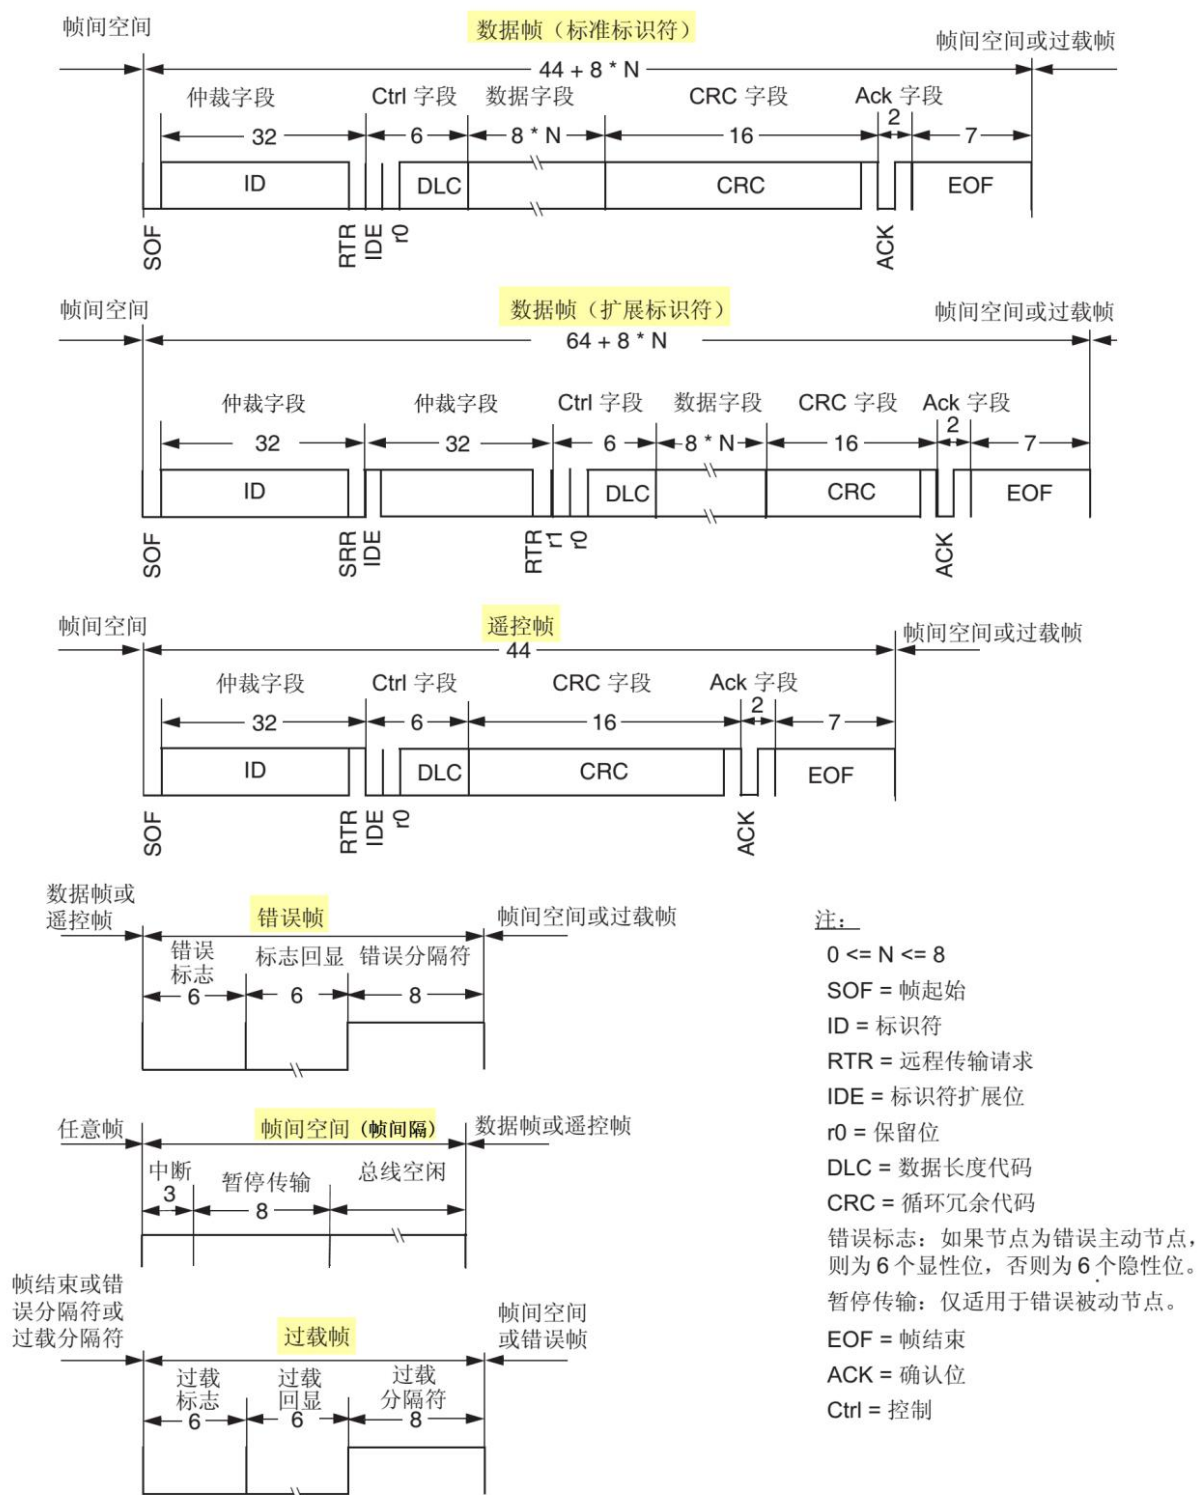 帧间空间
数据帧（标准标识符）
帧间空间或过载帧
44 + 8 * N
仲裁字段
Ctrl 字段
数据字段
CRC 字段
Ack 字段
32
6
8 * N
16
2
7
ID
DLC
CRC
EOF
SOF
RTR
IDE
r0
ACK
帧间空间
数据帧（扩展标识符）
帧间空间或过载帧
64 + 8 * N
仲裁字段
仲裁字段
Ctrl 字段
数据字段
CRC 字段
Ack 字段
32
32
6
8 * N
16
2
7
ID
DLC
CRC
EOF
SOF
SRR
IDE
RTR
r1
r0
ACK
帧间空间
遥控帧
帧间空间或过载帧
44
仲裁字段
Ctrl 字段
CRC 字段
Ack 字段
32
6
16
2
7
ID
DLC
CRC
EOF
SOF
RTR
IDE
r0
ACK
数据帧或
遥控帧
错误帧
帧间空间或过载帧
错误
标志
标志回显
错误分隔符
6
6
8
任意帧
帧间空间（帧间隔）
数据帧或遥控帧
中断
暂停传输
总线空闲
3
8
帧结束或错
误分隔符或
过载分隔符
过载帧
帧间空间
或错误帧
过载
标志
过载
回显
过载
分隔符
6
6
8
注：
0 <= N <= 8
SOF = 帧起始
ID = 标识符
RTR = 远程传输请求
IDE = 标识符扩展位
r0 = 保留位
DLC = 数据长度代码
CRC = 循环冗余代码
错误标志：如果节点为错误主动节点，
则为 6 个显性位，否则为 6 个隐性位。
暂停传输：仅适用于错误被动节点。
EOF = 帧结束
ACK = 确认位
Ctrl = 控制